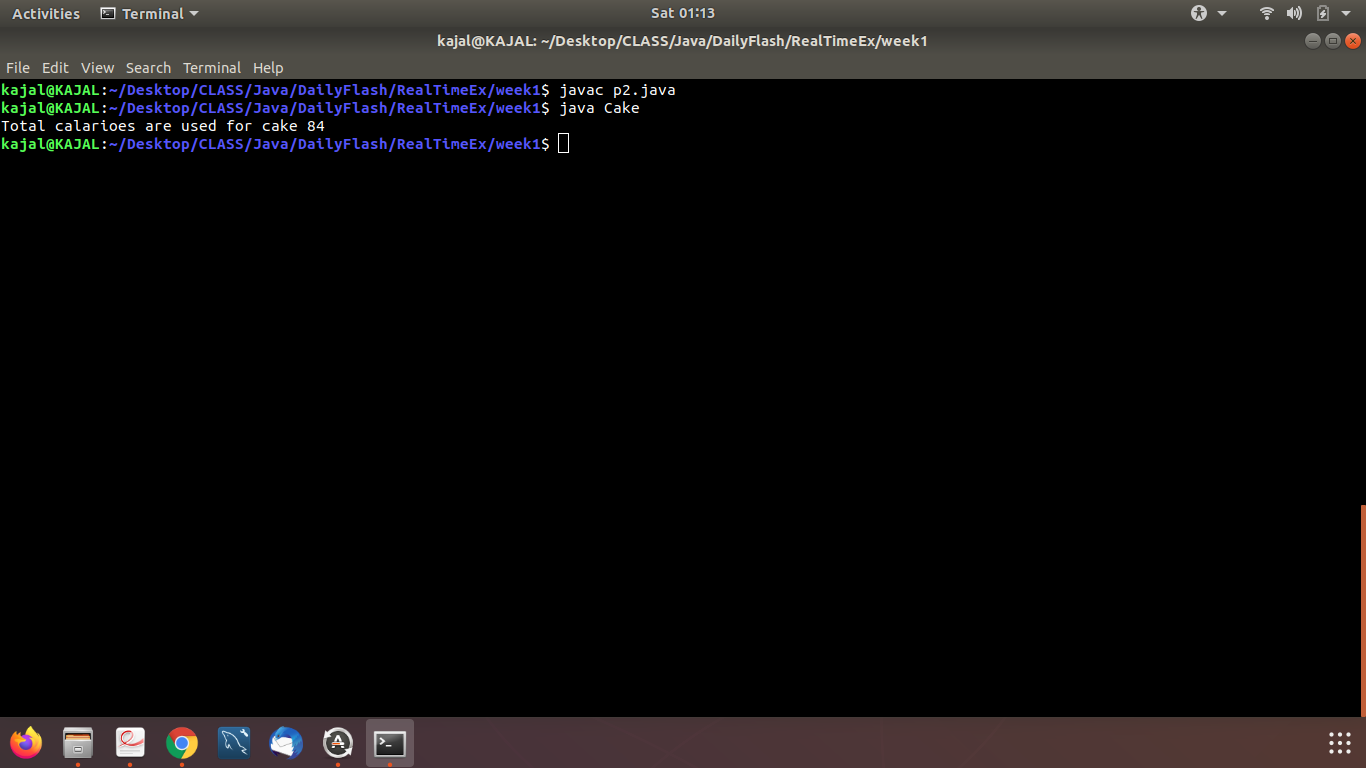 Activities Terminal Sat 01:13
kajal@KAJAL: ~/Desktop/CLASS/Java/DailyFlash/RealTimeEx/week1
File Edit View Search Terminal Help
kajal@KAJAL:~/Desktop/CLASS/Java/DailyFlash/RealTimeEx/week1$ javac p2.java
kajal@KAJAL:~/Desktop/CLASS/Java/DailyFlash/RealTimeEx/week1$ java Cake
Total calarioes are used for cake 84
kajal@KAJAL:~/Desktop/CLASS/Java/DailyFlash/RealTimeEx/week1$